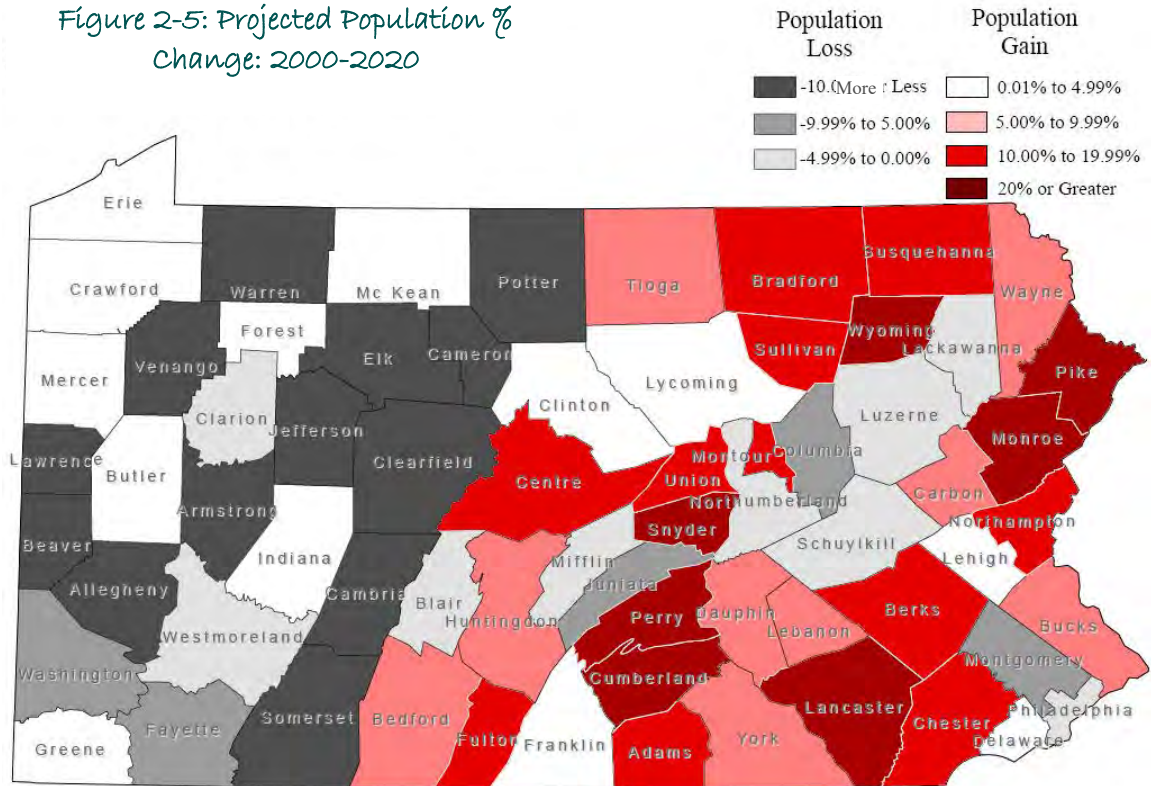 Figure 2-5: Projected Population %
Change: 2000-2020
Population
Loss
Population
Gain
-10.0More r Less
-9.99% to 5.00%
-4.99% to 0.00%
0.01% to 4.99%
5.00% to 9.99%
10.00% to 19.99%
20% or Greater
Erie
Crawford
Warren
Mc Kean
Potter
Tioga
Bradford
Susquehanna
Wayne
Forest
Venango
Elk
Cameron
Sullivan
Wyoming
Lackawanna
Pike
Mercer
Clarion
Jefferson
Clinton
Lycoming
Luzerne
Monroe
Lawrence
Butler
Clearfield
Centre
Montour
Columbia
Union
Carbon
Armstrong
Northumberland
Northampton
Beaver
Indiana
Snyder
Schuylkill
Lehigh
Allegheny
Cambria
Blair
Mifflin
Juniata
Huntingdon
Perry
Dauphin
Lebanon
Berks
Bucks
Westmoreland
Washington
Cumberland
Montgomery
Fayette
Somerset
Bedford
Lancaster
Philadelphia
Greene
Fulton
Franklin
Adams
York
Chester
Delaware